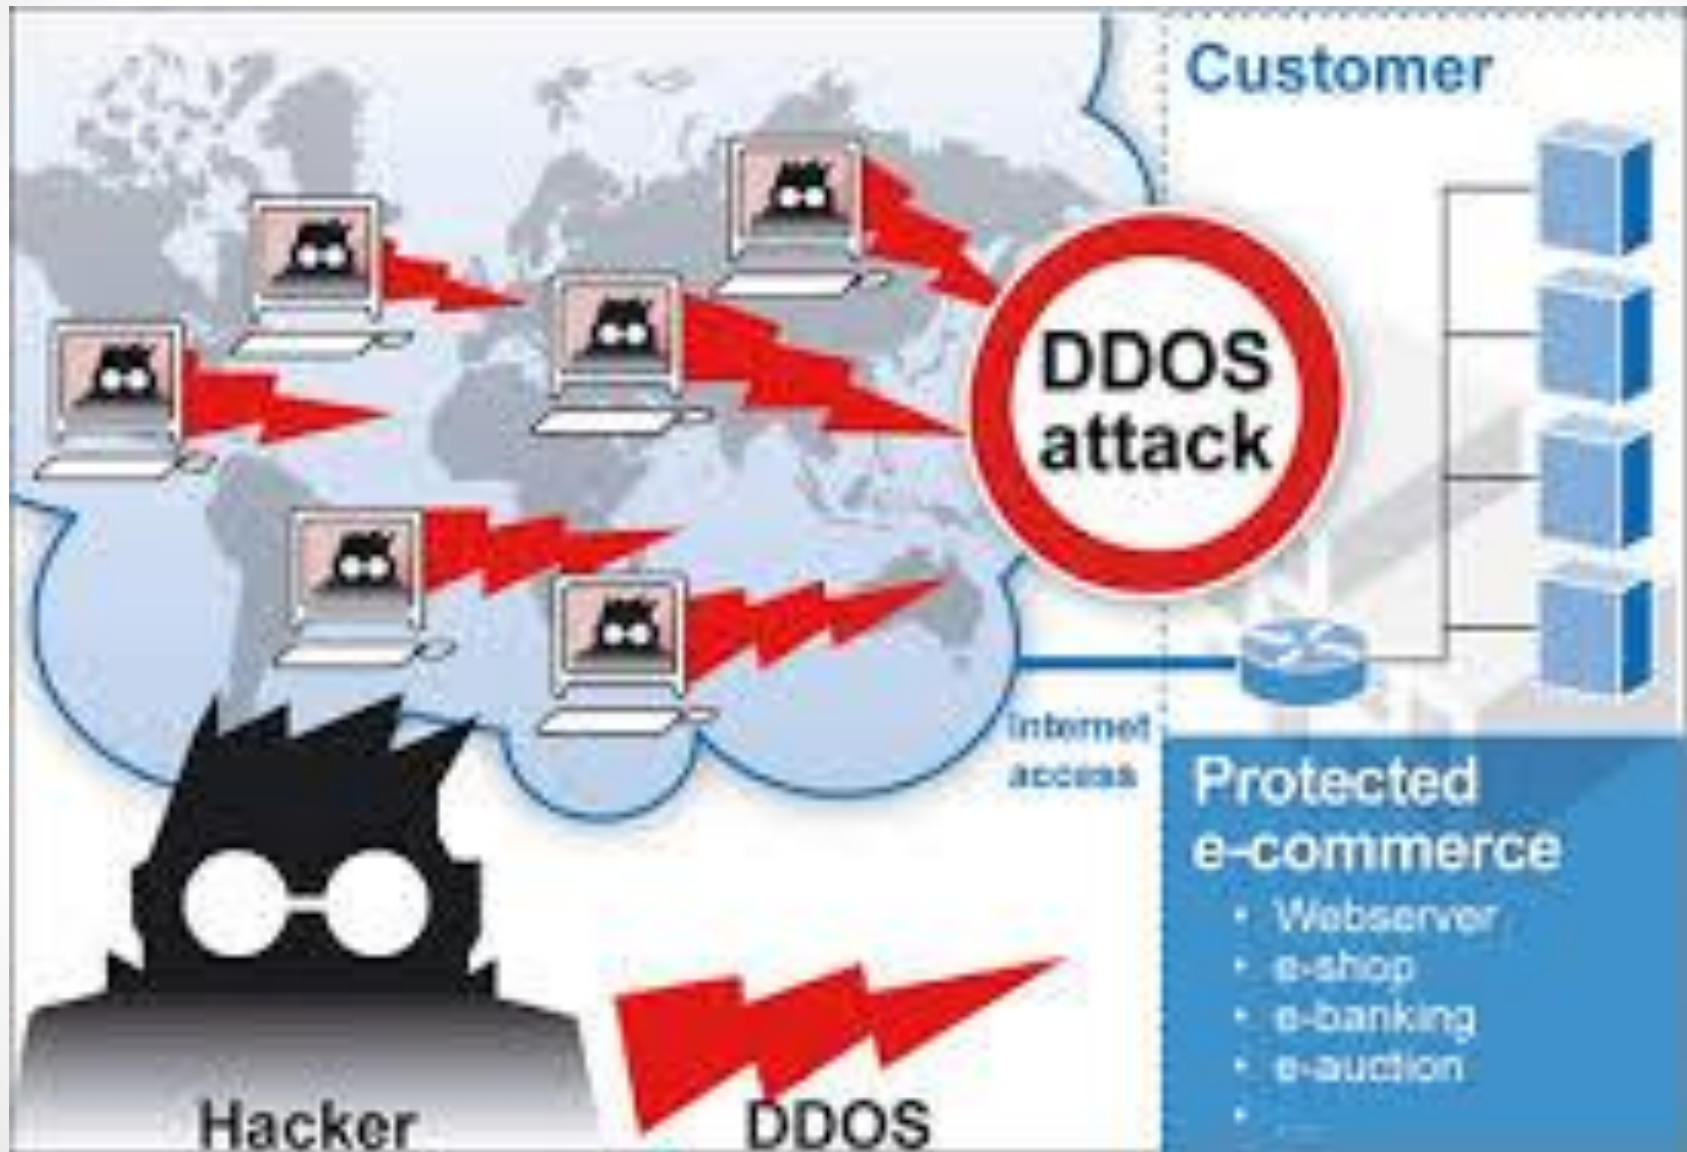 Customer
DDOS
attack
Internet
access
Protected
e-commerce
• Webserver
• e-shop
• e-banking
• e-auction
• ...
Hacker
DDOS